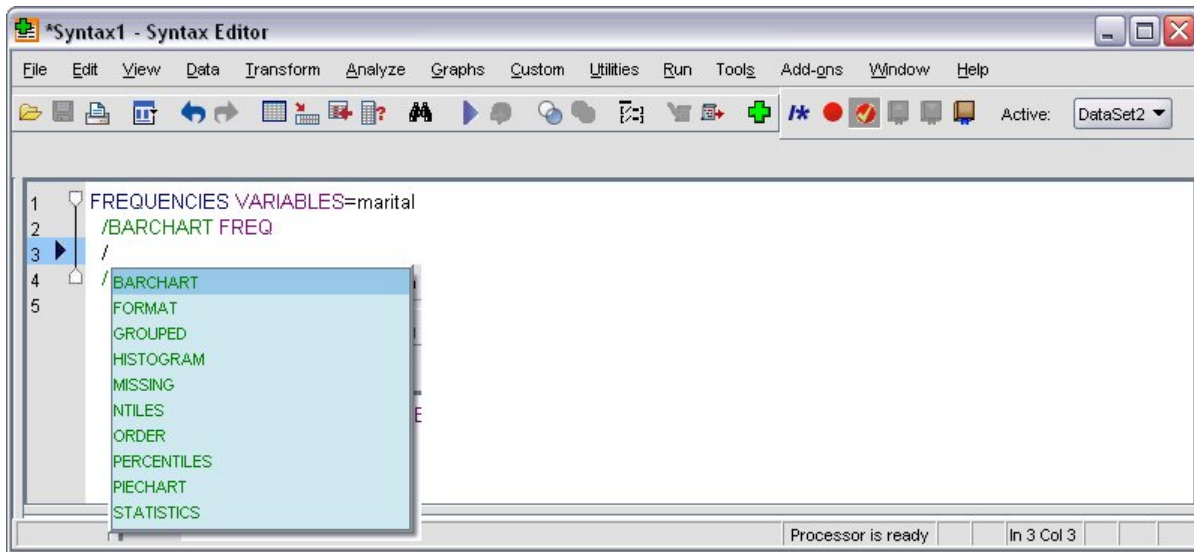 *Syntax1 - Syntax Editor
File Edit View Data Transform Analyze Graphs Custom Utilities Run Tools Add-ons Window Help
Active: DataSet2
1 FREQUENCIES VARIABLES=marital
2 /BARCHART FREQ
3 /
4 /
5
BARCHART
FORMAT
GROUPED
HISTOGRAM
MISSING
NTILES
ORDER
PERCENTILES
PIECHART
STATISTICS
Processor is ready In 3 Col 3